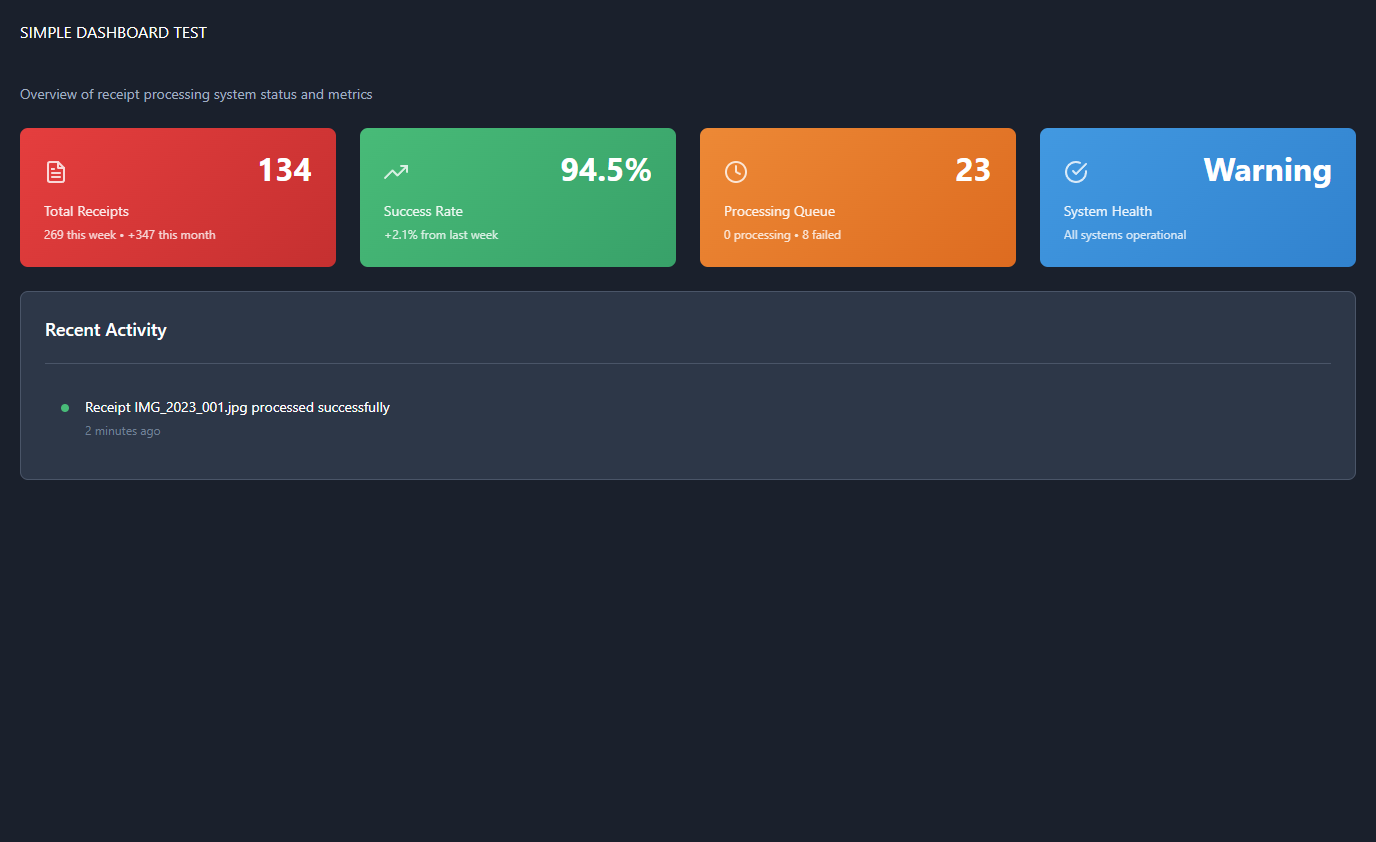 SIMPLE DASHBOARD TEST
Overview of receipt processing system status and metrics
134
Total Receipts
269 this week • +347 this month
94.5%
Success Rate
+2.1% from last week
23
Processing Queue
0 processing • 8 failed
Warning
System Health
All systems operational
Recent Activity
Receipt IMG_2023_001.jpg processed successfully
2 minutes ago